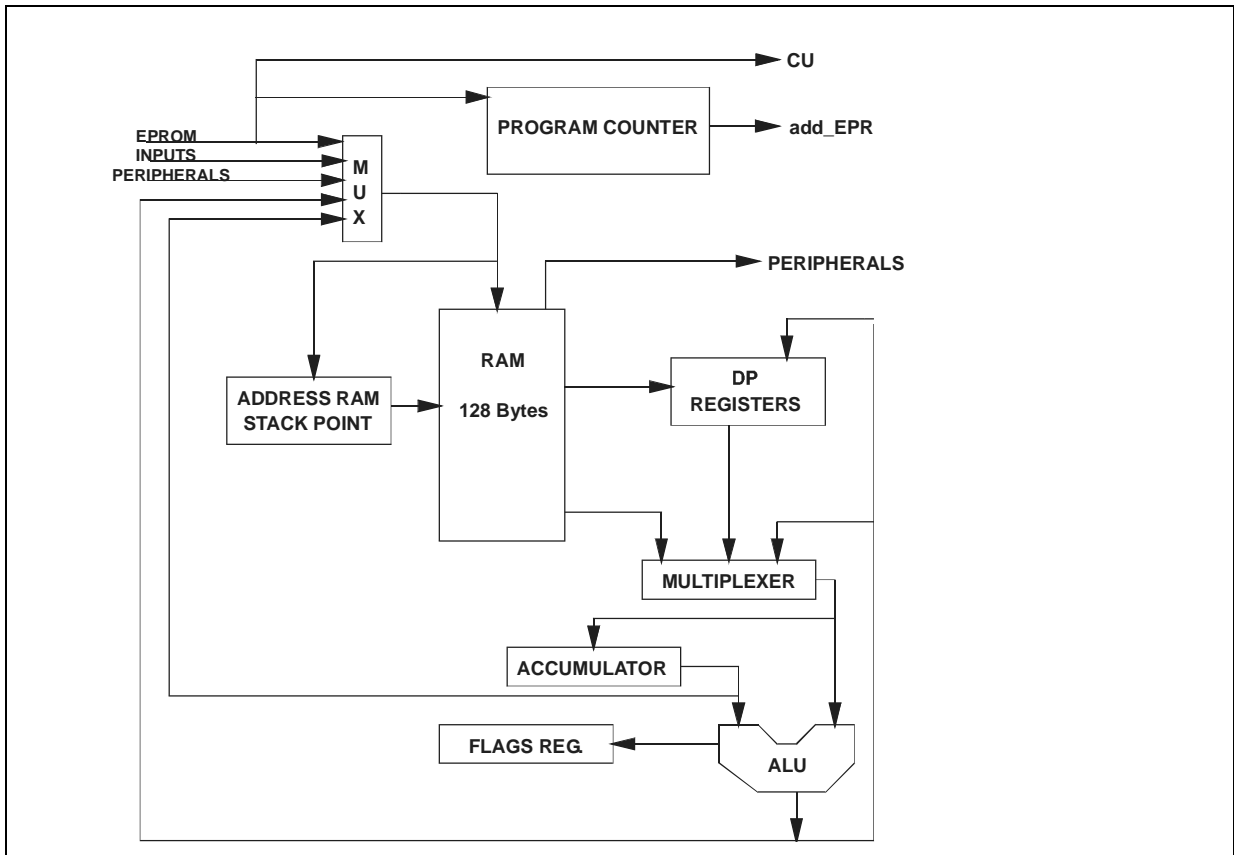 CU
PROGRAM COUNTER
add_EPR
EPROM
INPUTS
PERIPHERALS
M
U
X
PERIPHERALS
RAM
128 Bytes
DP
REGISTERS
ADDRESS RAM
STACK POINT
MULTIPLEXER
ACCUMULATOR
FLAGS REG.
ALU